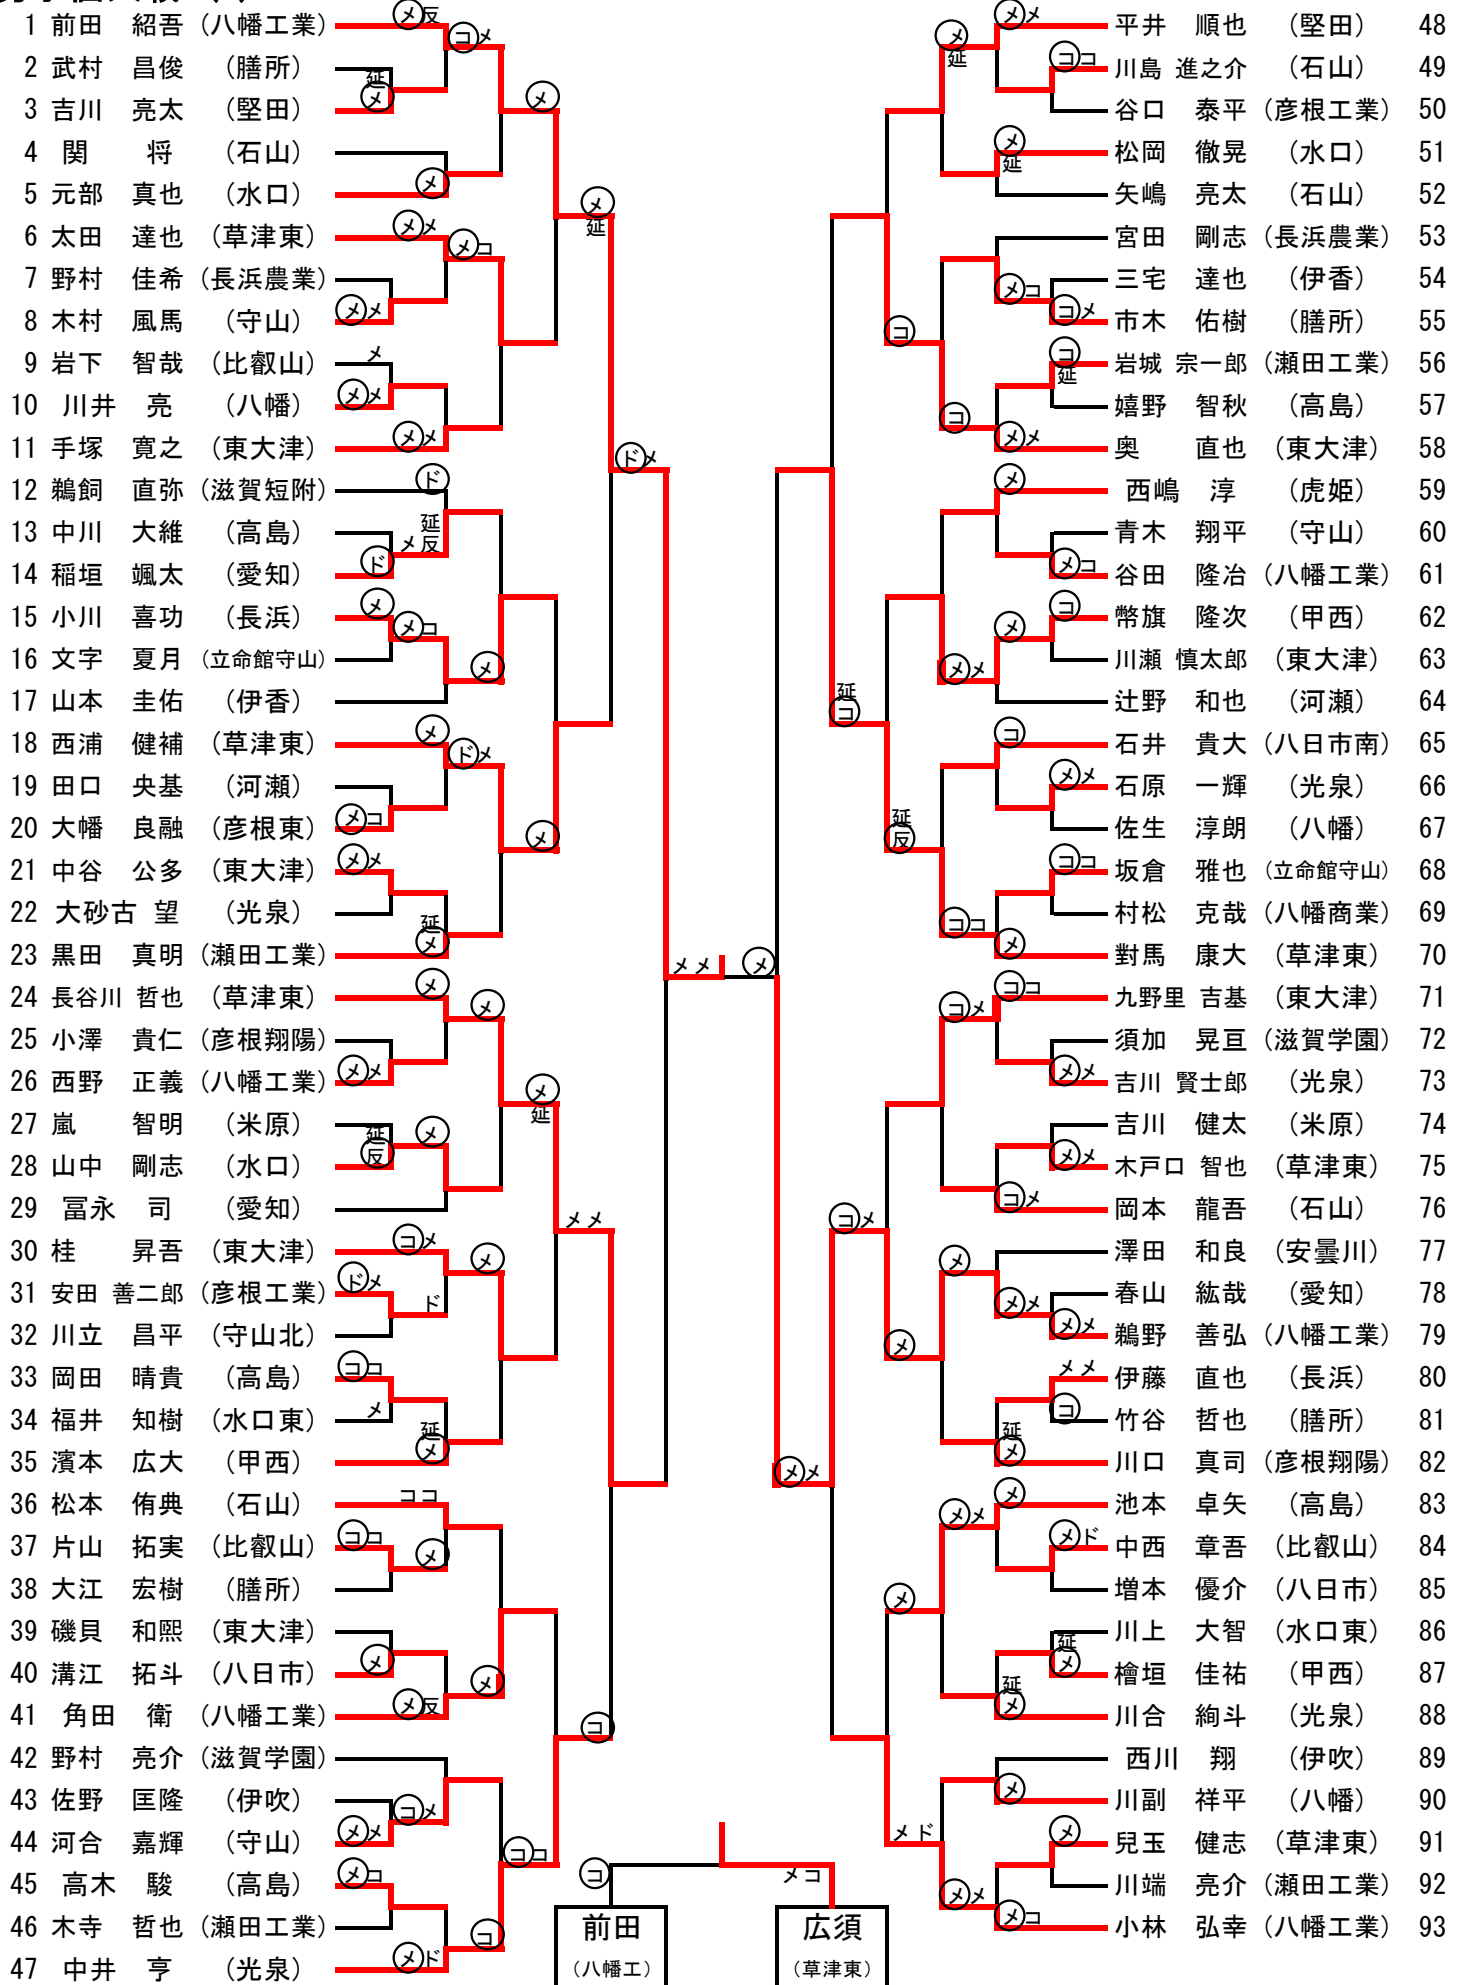 1 前田 紹吾 (八幡工業)
2 武村 昌俊 (膳所)
3 吉川 亮太 (堅田)
4 関 将 (石山)
5 元部 真也 (水口)
6 太田 達也 (草津東)
7 野村 佳希 (長浜農業)
8 木村 風馬 (守山)
9 岩下 智哉 (比叡山)
10 川井 亮 (八幡)
11 手塚 寛之 (東大津)
12 鵜飼 直弥 (滋賀短附)
13 中川 大維 (高島)
14 稲垣 颯太 (愛知)
15 小川 喜功 (長浜)
16 文字 夏月 (立命館守山)
17 山本 圭佑 (伊香)
18 西浦 健補 (草津東)
19 田口 央基 (河瀬)
20 大幡 良融 (彦根東)
21 中谷 公多 (東大津)
22 大砂古 望 (光泉)
23 黒田 真明 (瀬田工業)
24 長谷川 哲也 (草津東)
25 小澤 貴仁 (彦根翔陽)
26 西野 正義 (八幡工業)
27 嵐 智明 (米原)
28 山中 剛志 (水口)
29 冨永 司 (愛知)
30 桂 昇吾 (東大津)
31 安田 善二郎 (彦根工業)
32 川立 昌平 (守山北)
33 岡田 晴貴 (高島)
34 福井 知樹 (水口東)
35 濱本 広大 (甲西)
36 松本 侑典 (石山)
37 片山 拓実 (比叡山)
38 大江 宏樹 (膳所)
39 磯貝 和熙 (東大津)
40 溝江 拓斗 (八日市)
41 角田 衛 (八幡工業)
42 野村 亮介 (滋賀学園)
43 佐野 匡隆 (伊吹)
44 河合 嘉輝 (守山)
45 高木 駿 (高島)
46 木寺 哲也 (瀬田工業)
47 中井 亨 (光泉)
平井 順也 (堅田) 48
川島 進之介 (石山) 49
谷口 泰平 (彦根工業) 50
松岡 徹晃 (水口) 51
矢嶋 亮太 (石山) 52
宮田 剛志 (長浜農業) 53
三宅 達也 (伊香) 54
市木 佑樹 (膳所) 55
岩城 宗一郎 (瀬田工業) 56
嬉野 智秋 (高島) 57
奥 直也 (東大津) 58
西嶋 淳 (虎姫) 59
青木 翔平 (守山) 60
谷田 隆冶 (八幡工業) 61
幣旗 隆次 (甲西) 62
川瀬 慎太郎 (東大津) 63
辻野 和也 (河瀬) 64
石井 貴大 (八日市南) 65
石原 一輝 (光泉) 66
佐生 淳朗 (八幡) 67
坂倉 雅也 (立命館守山) 68
村松 克哉 (八幡商業) 69
對馬 康大 (草津東) 70
九野里 吉基 (東大津) 71
須加 晃亘 (滋賀学園) 72
吉川 賢士郎 (光泉) 73
吉川 健太 (米原) 74
木戸口 智也 (草津東) 75
岡本 龍吾 (石山) 76
澤田 和良 (安曇川) 77
春山 紘哉 (愛知) 78
鵜野 善弘 (八幡工業) 79
伊藤 直也 (長浜) 80
竹谷 哲也 (膳所) 81
川口 真司 (彦根翔陽) 82
池本 卓矢 (高島) 83
中西 章吾 (比叡山) 84
増本 優介 (八日市) 85
川上 大智 (水口東) 86
檜垣 佳祐 (甲西) 87
川合 絢斗 (光泉) 88
西川 翔 (伊吹) 89
川副 祥平 (八幡) 90
兒玉 健志 (草津東) 91
川端 亮介 (瀬田工業) 92
小林 弘幸 (八幡工業) 93
前田
(八幡工)
広須
(草津東)